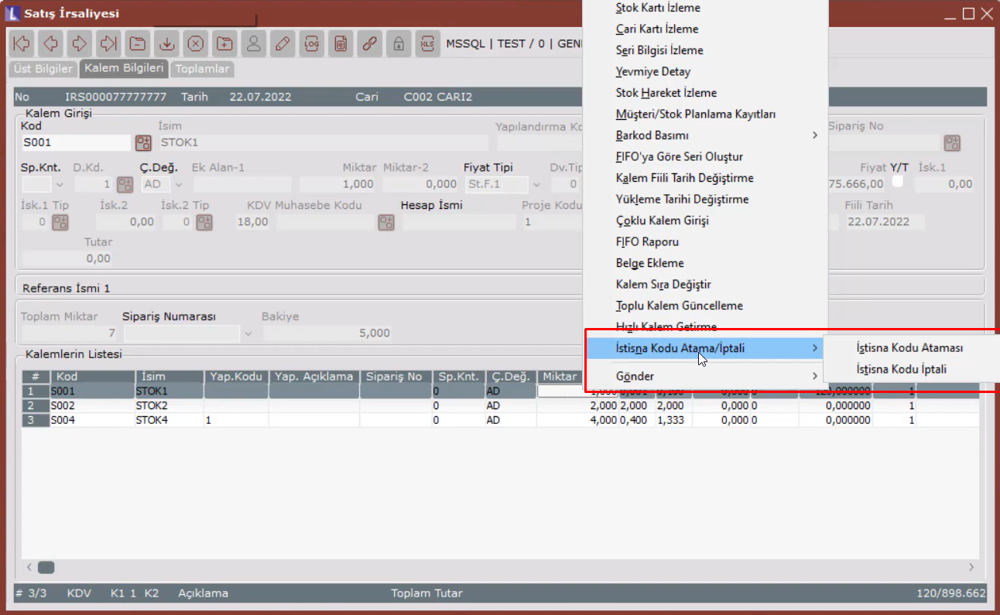 Satış İrsaliyesi
LOG XLS MSSQL | TEST / 0 | GENE
Üst Bilgiler Kalem Bilgileri Toplamlar
No IRS000077777777 Tarih 22.07.2022 Cari C002 CARI2
Kalem Girişi
Kod İsim Yapılandırma Ko Sipariş No
S001 STOK1
Sp.Knt. D.Kd. Ç.Değ. Ek Alan-1 Miktar Miktar-2 Fiyat Tipi Dv.Tip Fiyat Y/T İsk.1
1 AD 1,000 0,000 St.F.1 0 75.666,00 0,00
İsk.1 Tip İsk.2 İsk.2 Tip KDV Muhasebe Kodu Hesap İsmi Proje Kodu Fiili Tarih
0 0,00 0 18,00 1 22.07.2022
Tutar
0,00
Referans İsmi 1
Toplam Miktar Sipariş Numarası Bakiye
7 5,000
Kalemlerin Listesi
# Kod İsim Yap.Kodu Yap. Açıklama Sipariş No Sp.Knt. Ç.Değ. Miktar
1 S001 STOK1 0 AD 1,000 0,001 0,100 0,000 0 120,000000 1
2 S002 STOK2 0 AD 2,000 2,000 2,000 0,000 0 0,000000 1
3 S004 STOK4 1 0 AD 4,000 0,400 1,333 0,000 0 0,000000 1
# 3/3 KDV K1 1 K2 Açıklama Toplam Tutar 120/898.662
Stok Kartı İzleme
Cari Kartı İzleme
Seri Bilgisi İzleme
Yevmiye Detay
Stok Hareket İzleme
Müşteri/Stok Planlama Kayıtları
Barkod Basımı
FIFO'ya Göre Seri Oluştur
Kalem Fiili Tarih Değiştirme
Yükleme Tarihi Değiştirme
Çoklu Kalem Girişi
FIFO Raporu
Belge Ekleme
Kalem Sıra Değiştir
Toplu Kalem Güncelleme
Hızlı Kalem Getirme
İstisna Kodu Atama/İptali
Gönder
İstisna Kodu Ataması
İstisna Kodu İptali